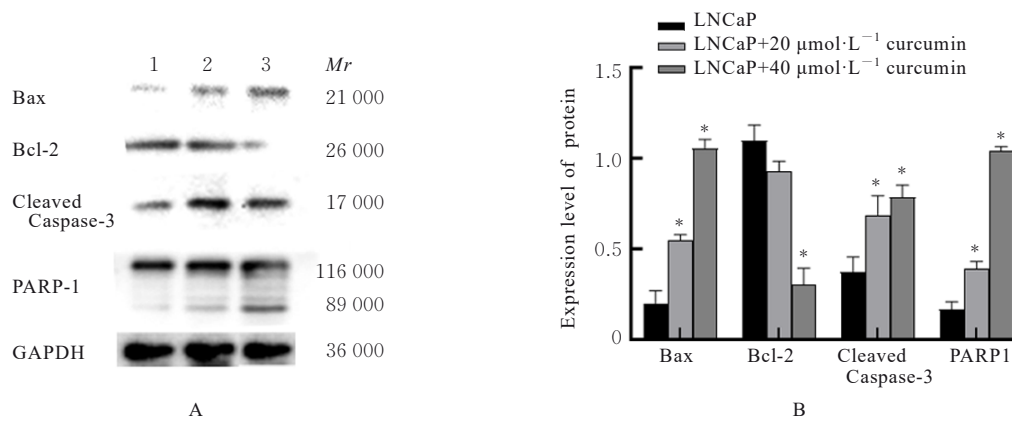 1 2 3 Mr
Bax 21 000
Bcl-2 26 000
Cleaved
Caspase-3 17 000
PARP-1 116 000
89 000
GAPDH 36 000
A
LNCaP
LNCaP+20 μmol·L⁻¹ curcumin
LNCaP+40 μmol·L⁻¹ curcumin
Expression level of protein
1.5
1.0
0.5
0
* * * * * * *
Bax Bcl-2 Cleaved PARP1
Caspase-3
B